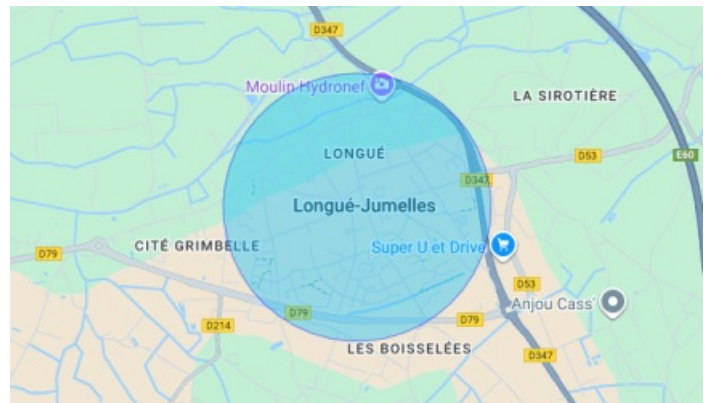 D347
Moulin Hydronef
LA SIROTIÈRE
LONGUÉ
D53
E60
D347
Longué-Jumelles
D79
CITÉ GRIMBELLE
Super U et Drive
D53
Anjou Cass'
D79
D79
D214
LES BOISSELÉES
D347